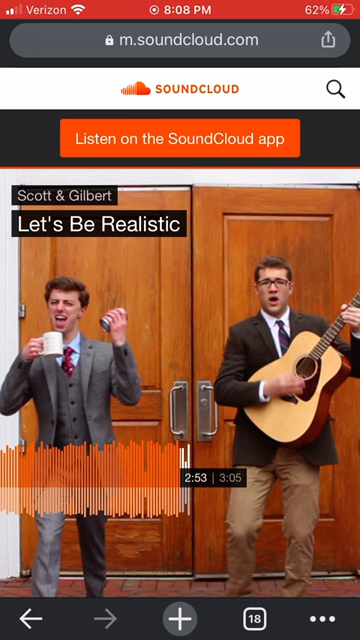 Verizon 8:08 PM 62%
m.soundcloud.com
SOUNDCLOUD
Listen on the SoundCloud app
Scott & Gilbert
Let's Be Realistic
2:53 | 3:05
18